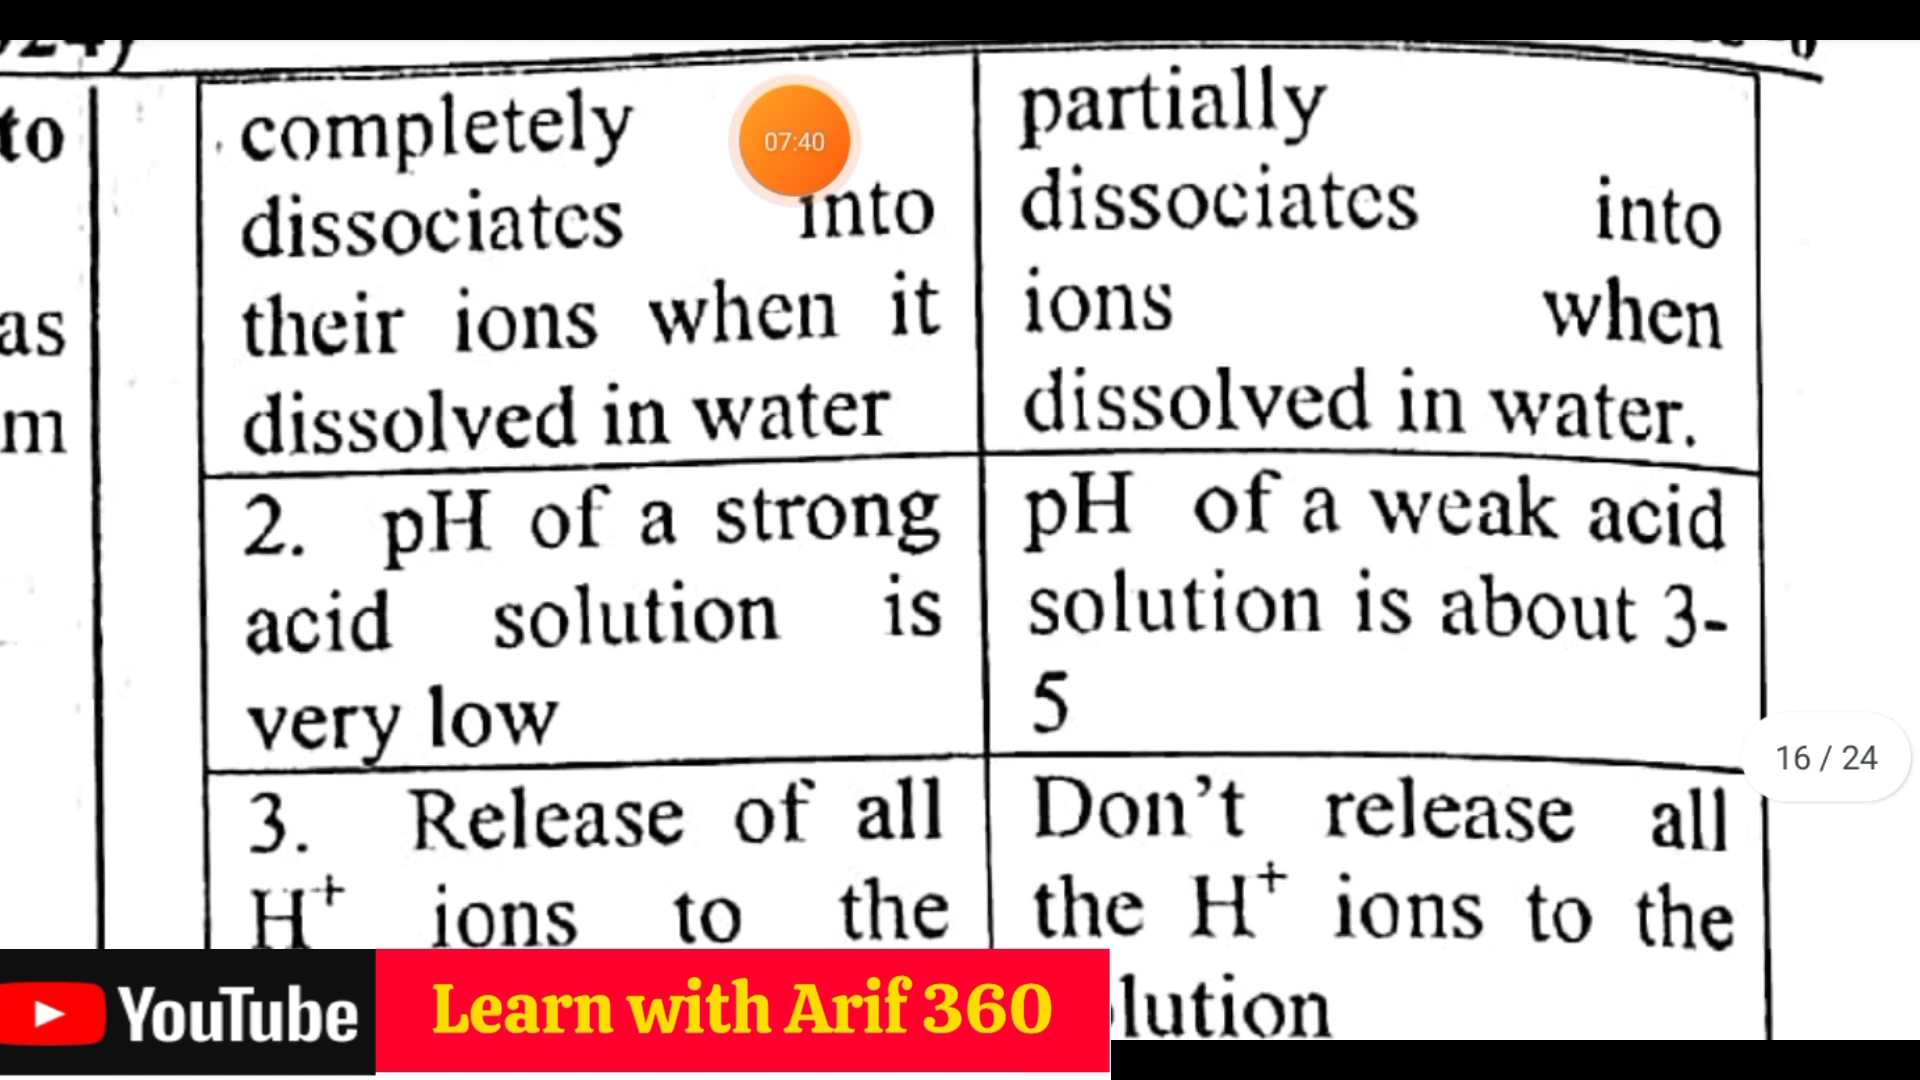 to
as
m
completely
dissociates into
their ions when it
dissolved in water
partially
dissociates into
ions when
dissolved in water.
2. pH of a strong
acid solution is
very low
pH of a weak acid
solution is about 3-
5
3. Release of all
H+ ions to the
Don't release all
the H+ ions to the
lution
07:40
16 / 24
YouTube
Learn with Arif 360